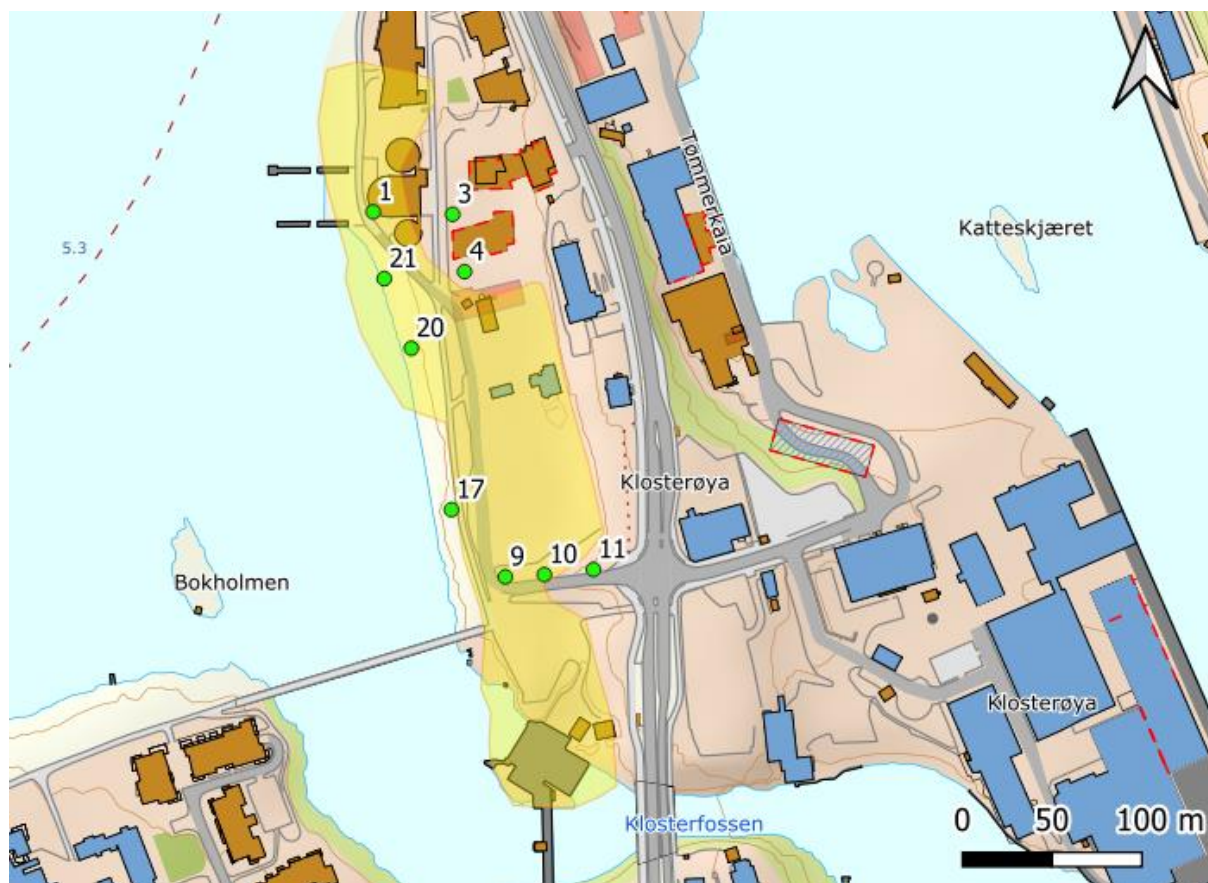 Tømmerkaia
1
3
Katteskjæret
5.3
21
4
20
Klosterøya
17
9
10
11
Bokholmen
Klosterøya
Klosterfossen
0 50 100 m